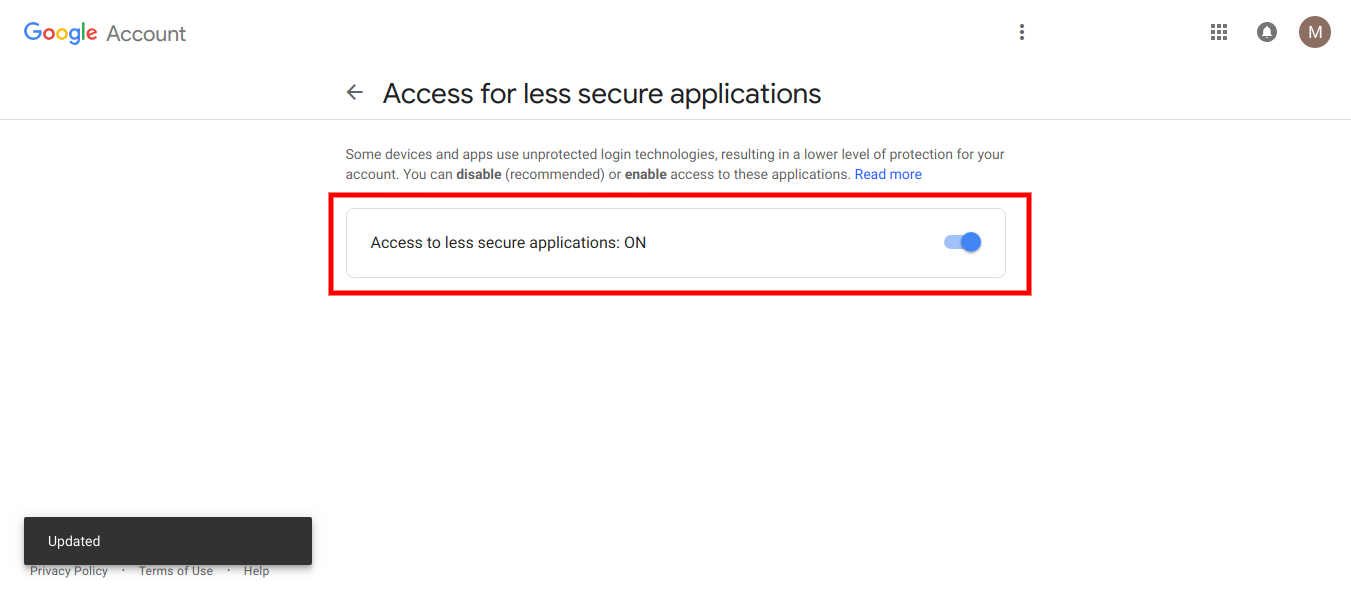 Google Account
M
Access for less secure applications
Some devices and apps use unprotected login technologies, resulting in a lower level of protection for your
account. You can disable (recommended) or enable access to these applications. Read more
Access to less secure applications: ON
Updated
Privacy Policy · Terms of Use · Help